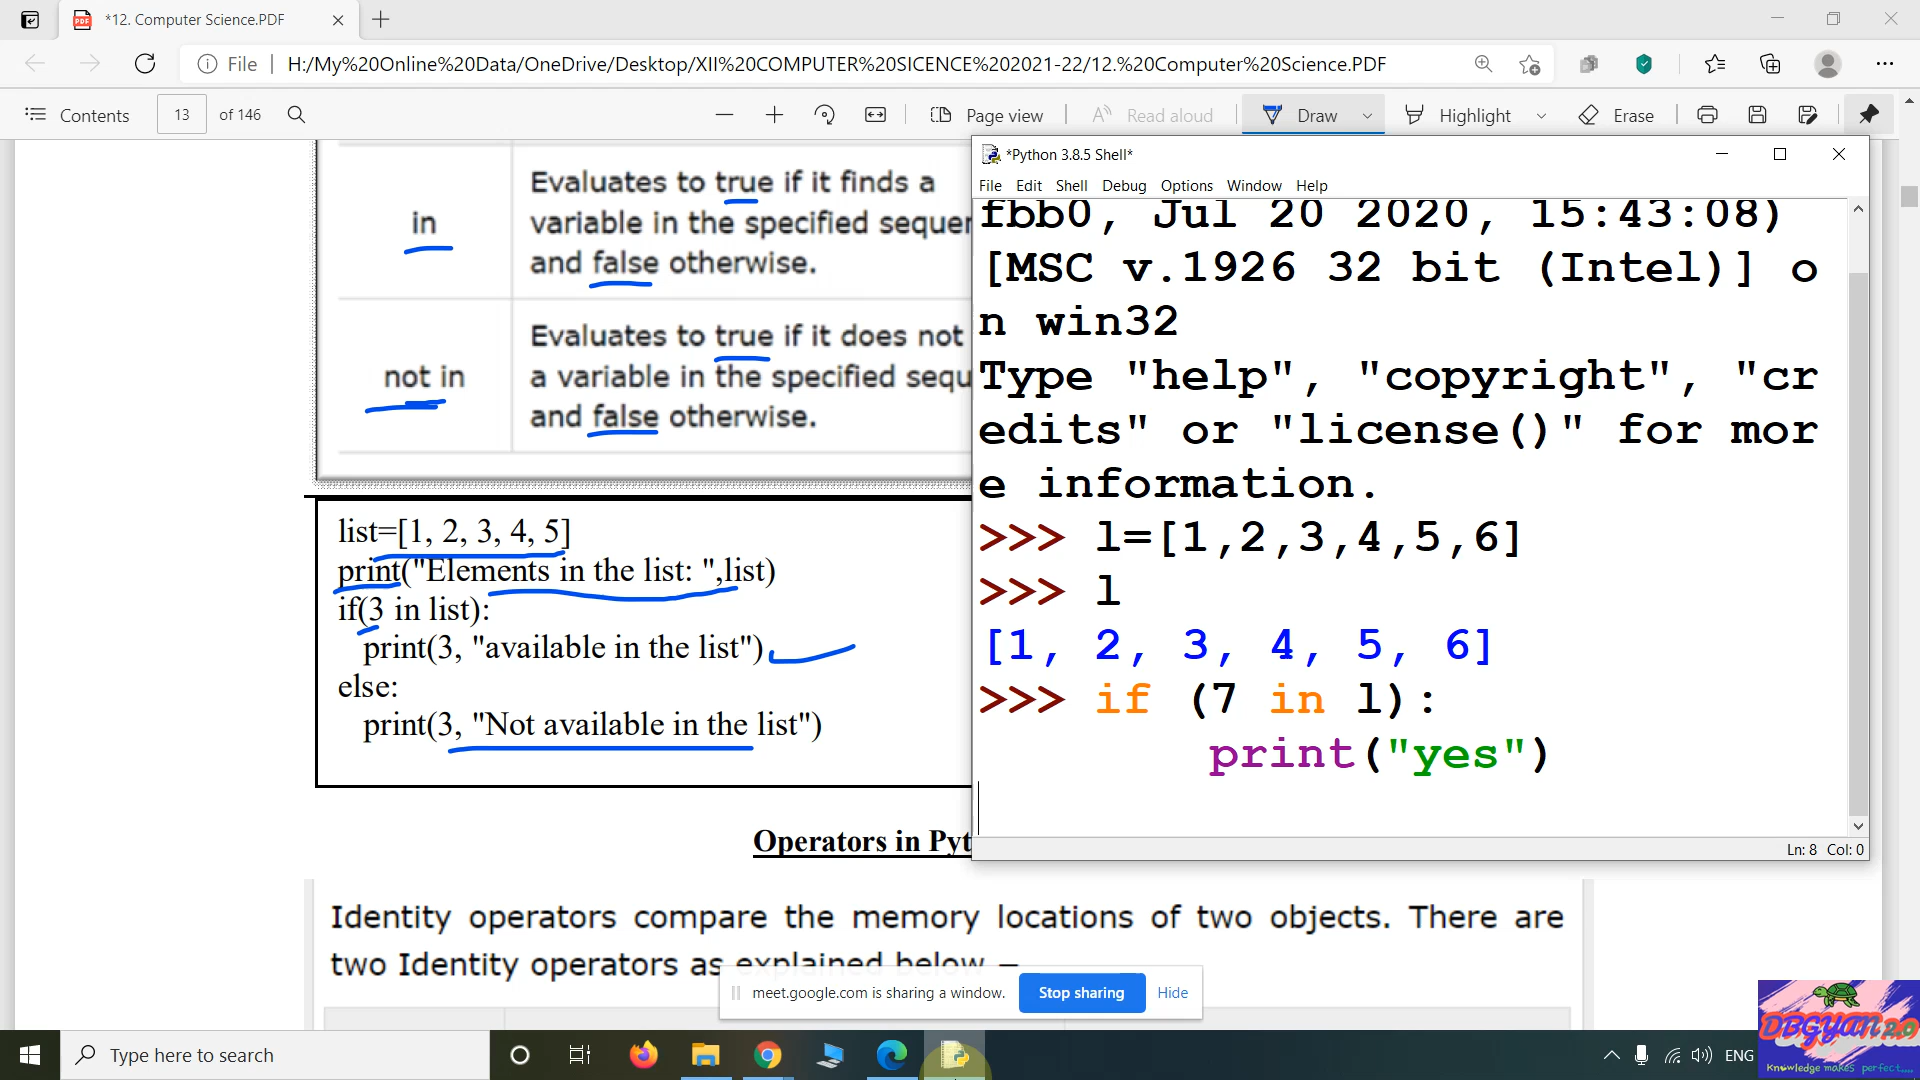 *12. Computer Science.PDF
File
H:/My%20Online%20Data/OneDrive/Desktop/XII%20COMPUTER%20SICENCE%202021-22/12.%20Computer%20Science.PDF
Contents
13
of 146
Page view
Read aloud
Draw
Highlight
Erase
in
Evaluates to true if it finds a
variable in the specified sequen
and false otherwise.
not in
Evaluates to true if it does not
a variable in the specified sequ
and false otherwise.
list=[1, 2, 3, 4, 5]
print("Elements in the list: ",list)
if(3 in list):
print(3, "available in the list")
else:
print(3, "Not available in the list")
Operators in Pyt
Identity operators compare the memory locations of two objects. There are
two Identity operators as explained below –
*Python 3.8.5 Shell*
File Edit Shell Debug Options Window Help
fbb0, Jul 20 2020, 15:43:08)
[MSC v.1926 32 bit (Intel)] o
n win32
Type "help", "copyright", "cr
edits" or "license()" for mor
e information.
>>> l=[1,2,3,4,5,6]
>>> l
[1, 2, 3, 4, 5, 6]
>>> if (7 in l):
print("yes")
Ln: 8 Col: 0
meet.google.com is sharing a window.
Stop sharing
Hide
Type here to search
ENG
DBGYAN 2.0
Knowledge makes perfect....